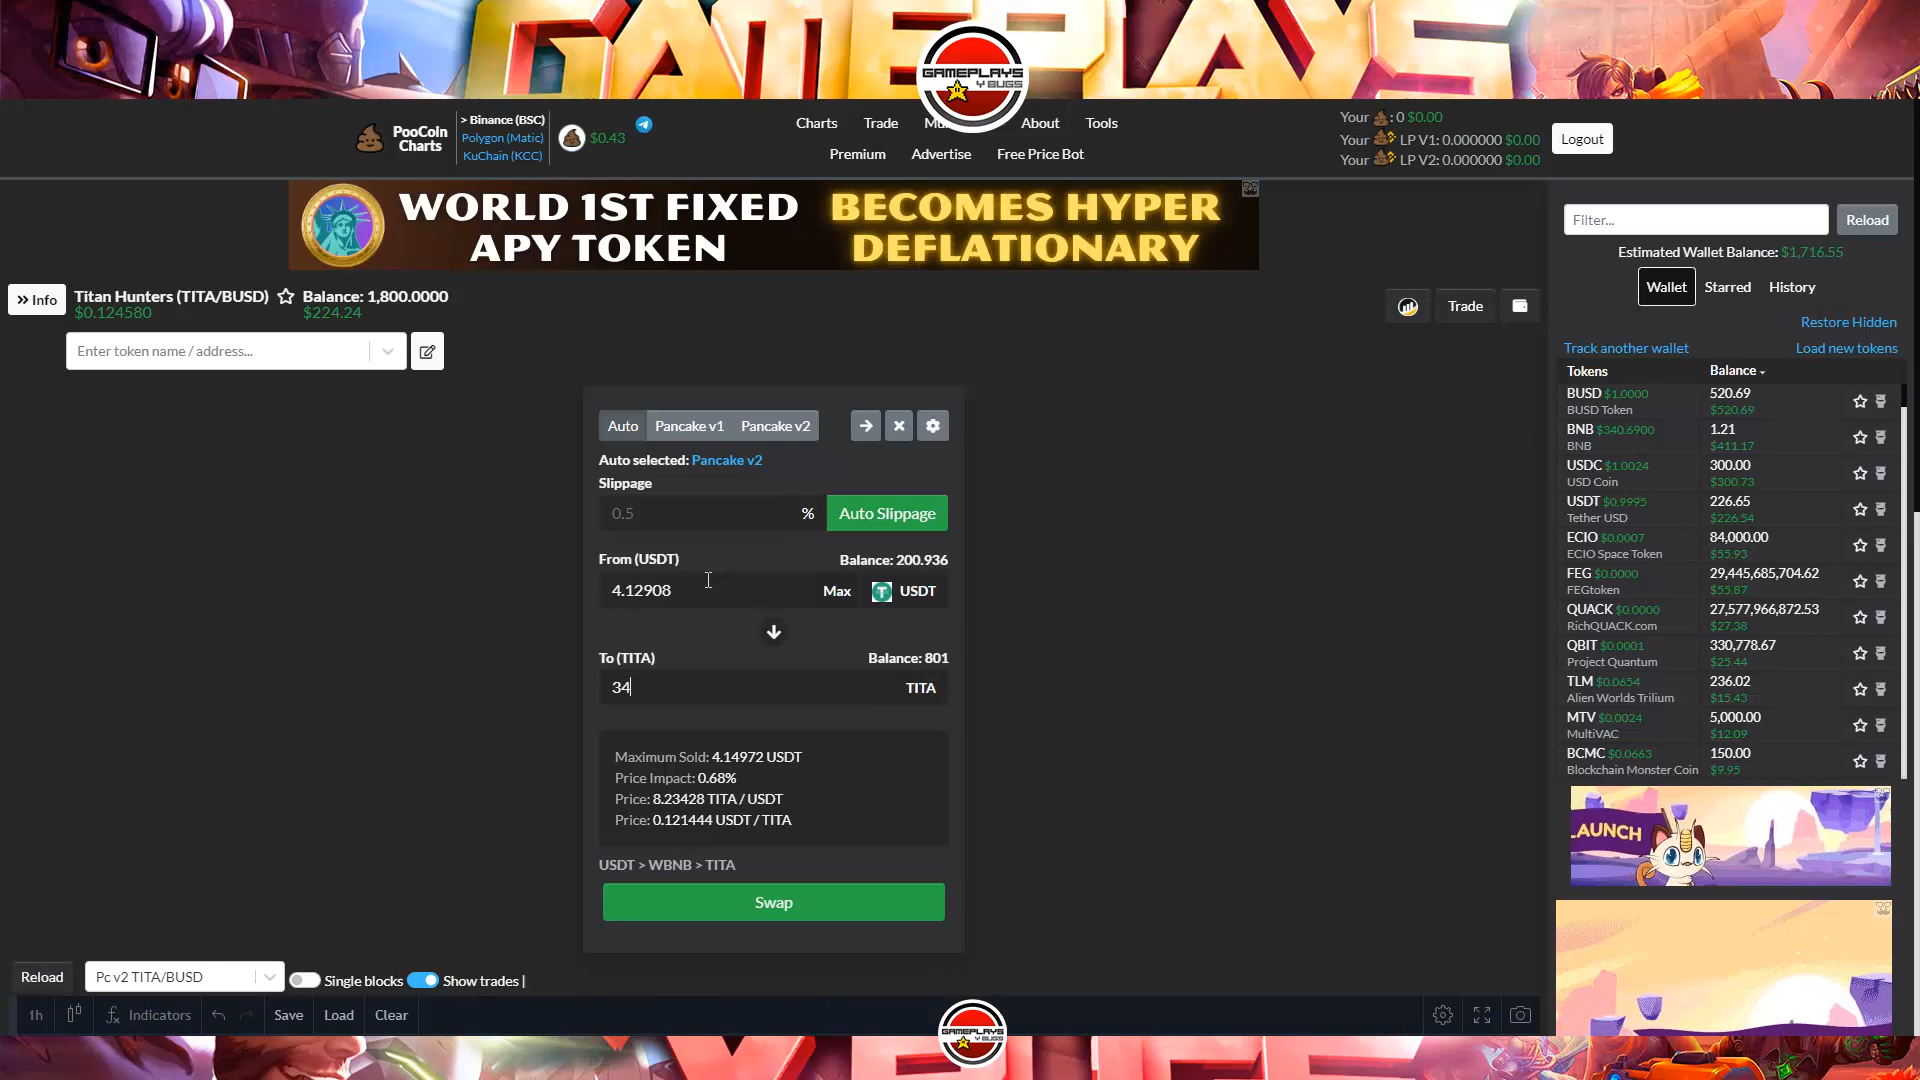 GAMEPLAYS
GAMEPLAYS
Y BUGS
PooCoin
Charts
> Binance (BSC)
Polygon (Matic)
KuChain (KCC)
$0.43
Charts
Trade
About
Tools
Premium
Advertise
Free Price Bot
Your :0 $0.00
Your LP V1: 0.000000 $0.00
Your LP V2: 0.000000 $0.00
Logout
WORLD 1ST FIXED
APY TOKEN
BECOMES HYPER
DEFLATIONARY
Info
Titan Hunters (TITA/BUSD)
$0.124580
Balance: 1,800.0000
$224.24
Trade
Enter token name / address...
Auto
Pancake v1
Pancake v2
Auto selected: Pancake v2
Slippage
0.5
%
Auto Slippage
From (USDT)
Balance: 200.936
4.12908
Max
USDT
To (TITA)
Balance: 801
34
TITA
Maximum Sold: 4.14972 USDT
Price Impact: 0.68%
Price: 8.23428 TITA / USDT
Price: 0.121444 USDT / TITA
USDT > WBNB > TITA
Swap
Filter...
Reload
Estimated Wallet Balance: $1,716.55
Wallet
Starred
History
Restore Hidden
Track another wallet
Load new tokens
Tokens
Balance
BUSD $1.0000
BUSD Token
520.69
$520.69
BNB $340.6900
BNB
1.21
$411.17
USDC $1.0024
USD Coin
300.00
$300.73
USDT $0.9995
Tether USD
226.65
$226.54
ECIO $0.0007
ECIO Space Token
84,000.00
$55.93
FEG $0.0000
FEGtoken
29,445,685,704.62
$55.87
QUACK $0.0000
RichQUACK.com
27,577,966,872.53
$27.38
QBIT $0.0001
Project Quantum
330,778.67
$25.44
TLM $0.0654
Alien Worlds Trilium
236.02
$15.43
MTV $0.0024
MultiVAC
5,000.00
$12.09
BCMC $0.0663
Blockchain Monster Coin
150.00
$9.95
LAUNCH
Reload
Pc v2 TITA/BUSD
Single blocks
Show trades |
1h
Indicators
Save
Load
Clear
GAMEPLAYS
Y BUGS